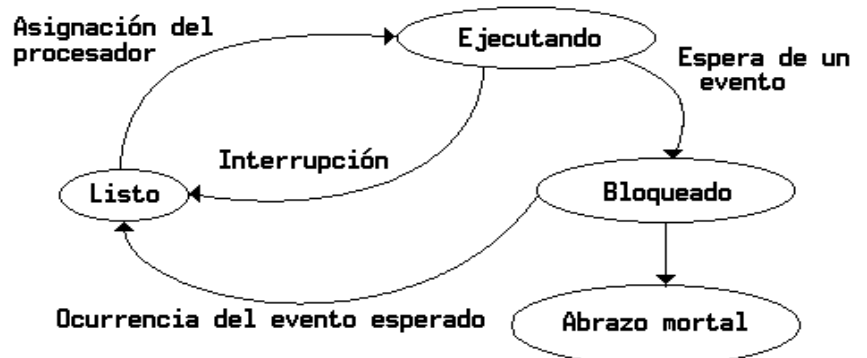 Asignación del
procesador
Ejecutando
Espera de un
evento
Interrupción
Listo
Bloqueado
Ocurrencia del evento esperado
Abrazo mortal